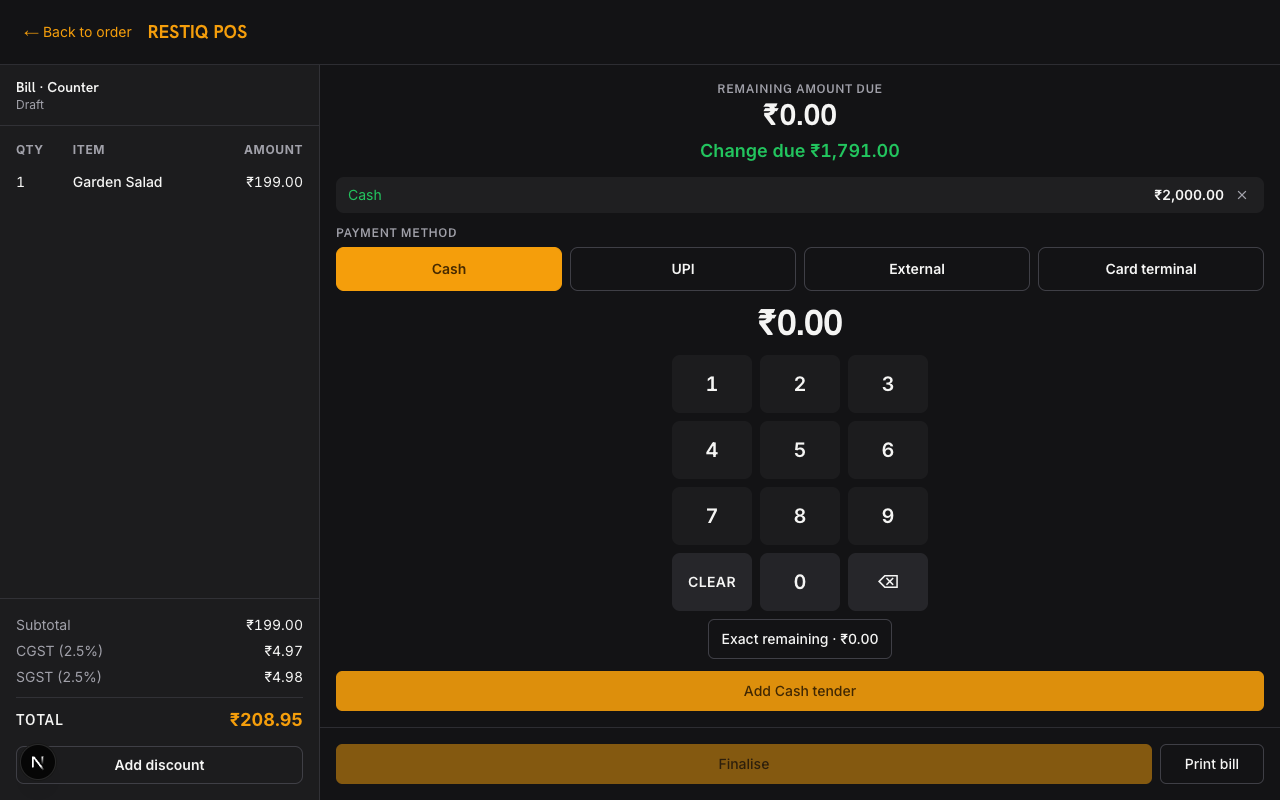 ← Back to order RESTIQ POS
Bill · Counter
Draft
QTY ITEM AMOUNT
1 Garden Salad ₹199.00
Subtotal ₹199.00
CGST (2.5%) ₹4.97
SGST (2.5%) ₹4.98
TOTAL ₹208.95
N Add discount
REMAINING AMOUNT DUE
₹0.00
Change due ₹1,791.00
Cash ₹2,000.00 ×
PAYMENT METHOD
Cash UPI External Card terminal
₹0.00
1 2 3
4 5 6
7 8 9
CLEAR 0 ⌫
Exact remaining · ₹0.00
Add Cash tender
Finalise Print bill